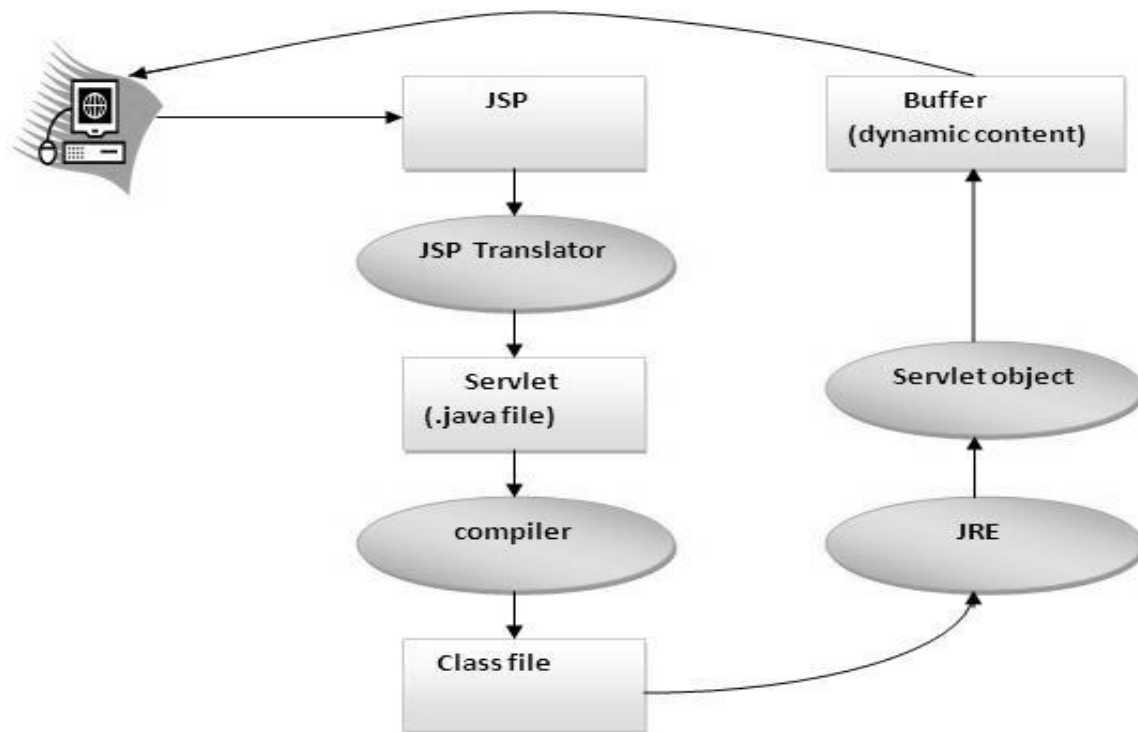 JSP
Buffer
(dynamic content)
JSP Translator
Servlet
(.java file)
Servlet object
compiler
JRE
Class file